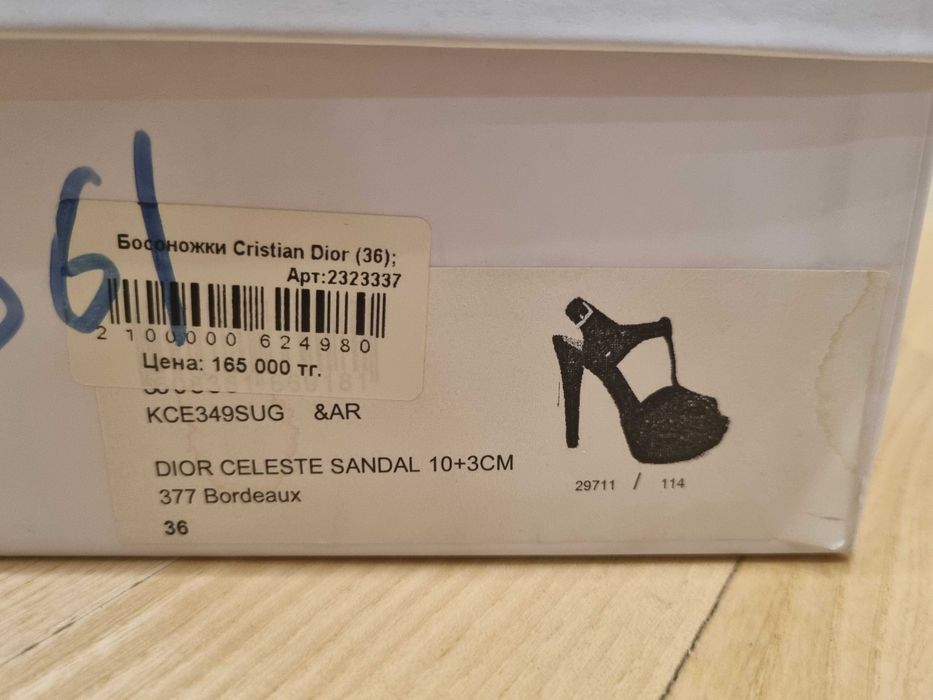 61
Босоножки Cristian Dior (36);
Арт:2323337
2 100000 624980
Цена: 165 000 тг.
KCE349SUG &AR
DIOR CELESTE SANDAL 10+3CM
377 Bordeaux
36
29711 / 114